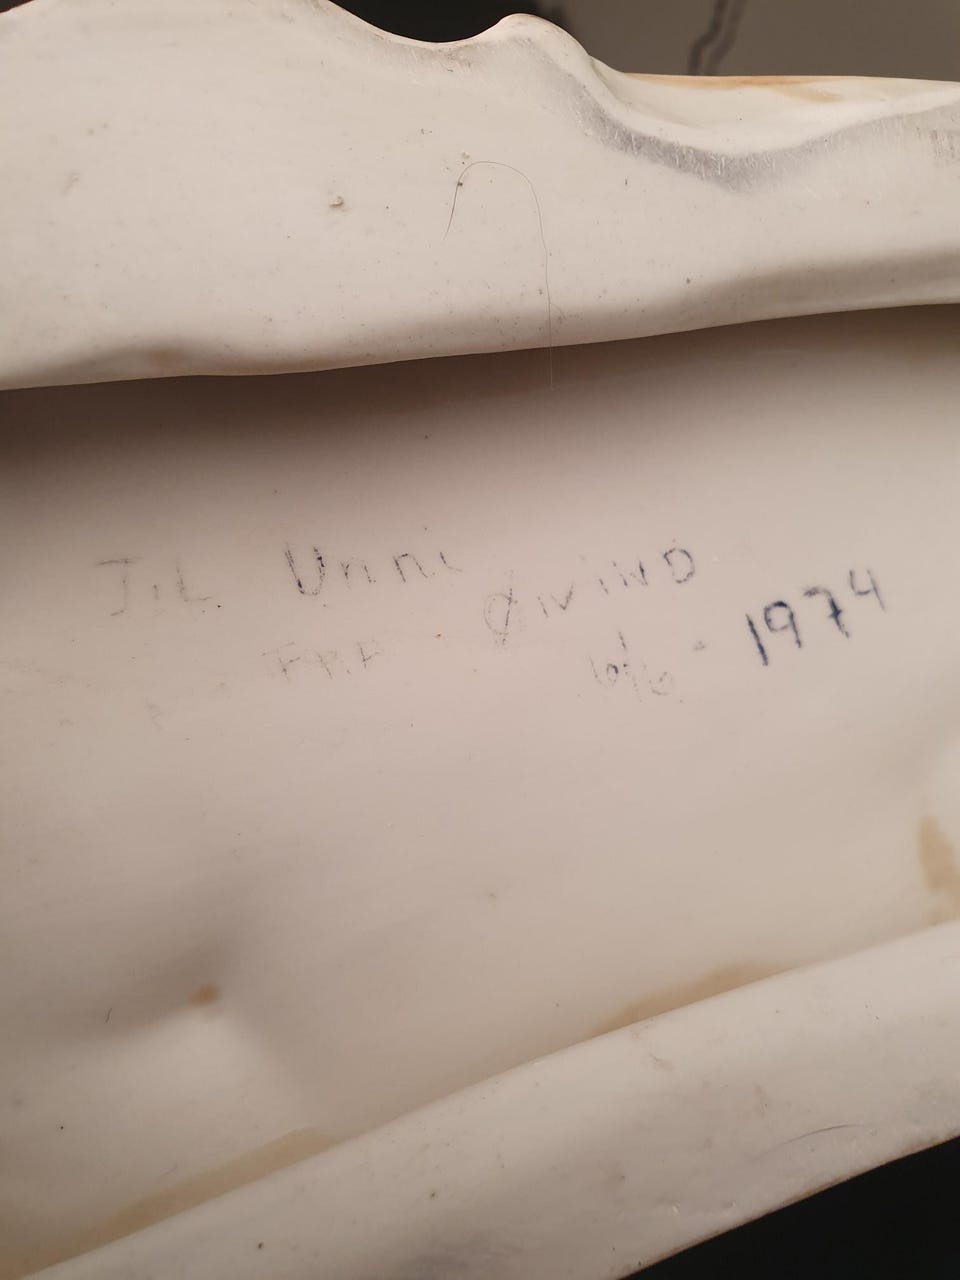 Til Unni
FRA Øivind
6/6 - 1974